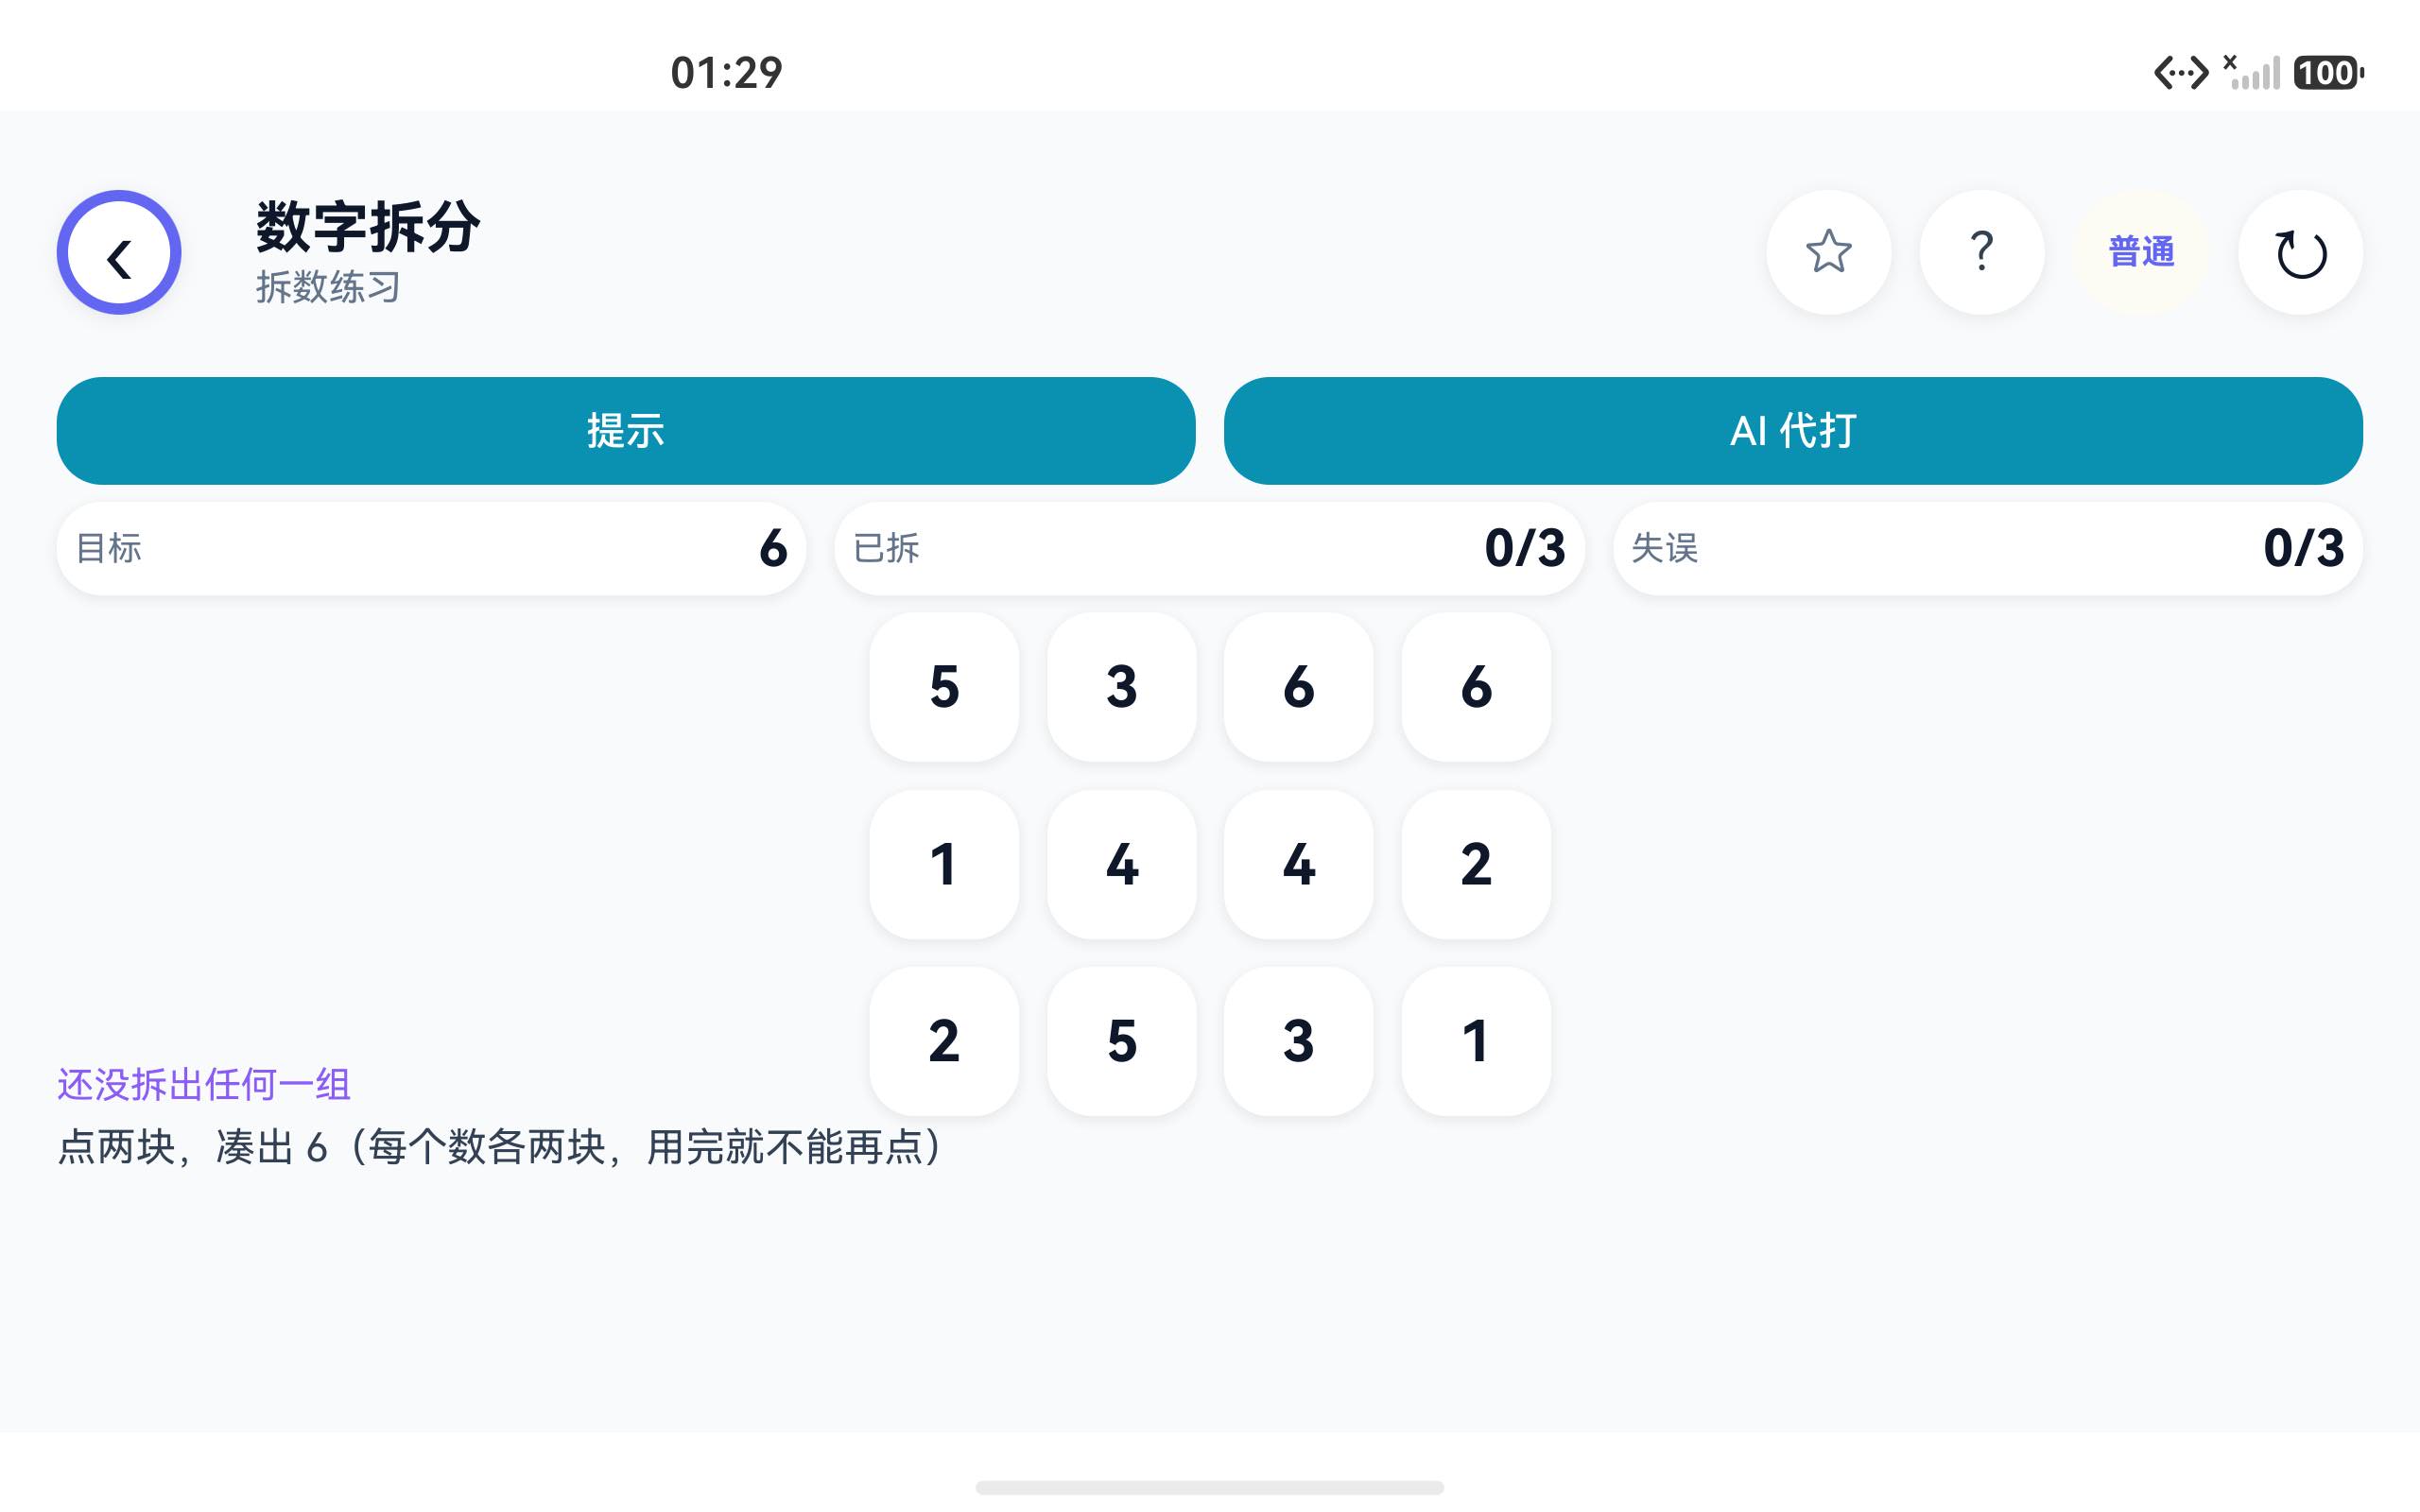 01:29
100
数字拆分
拆数练习
?
普通
提示
AI 代打
目标 6
已拆 0/3
失误 0/3
5 3 6 6
1 4 4 2
2 5 3 1
还没拆出任何一组
点两块，凑出 6（每个数各两块，用完就不能再点）